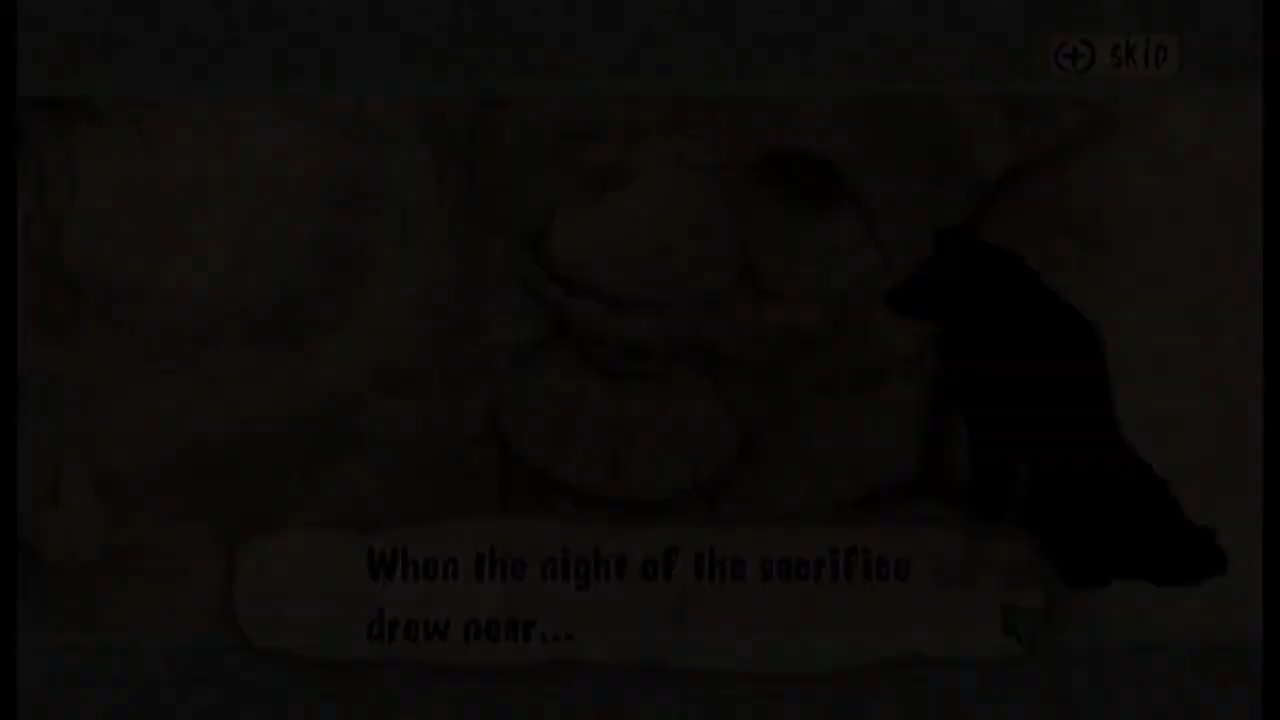 skip
When the night of the sacrifice
drew near...